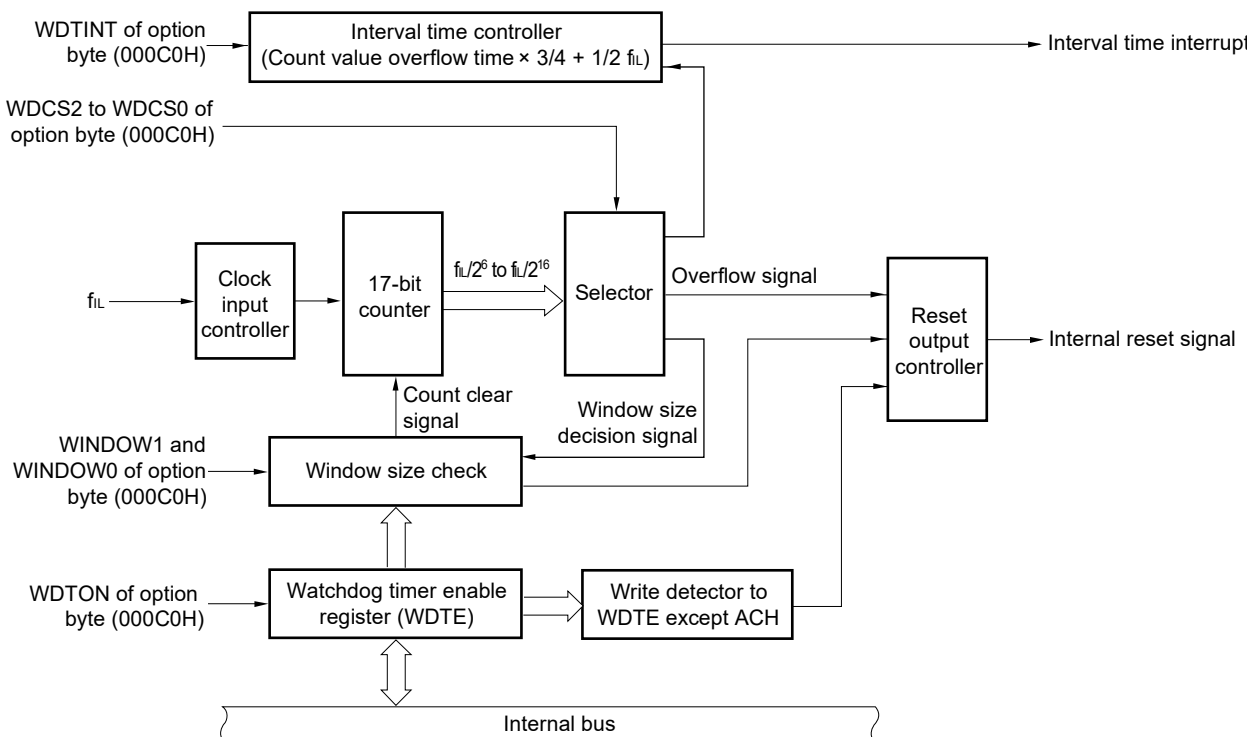 WDTINT of option
byte (000C0H)
Interval time controller
(Count value overflow time × 3/4 + 1/2 fIL)
Interval time interrupt
WDCS2 to WDCS0 of
option byte (000C0H)
fIL
Clock
input
controller
17-bit
counter
fIL/2^6 to fIL/2^16
Selector
Overflow signal
Reset
output
controller
Internal reset signal
Count clear
signal
Window size
decision signal
WINDOW1 and
WINDOW0 of option
byte (000C0H)
Window size check
WDTON of option
byte (000C0H)
Watchdog timer enable
register (WDTE)
Write detector to
WDTE except ACH
Internal bus